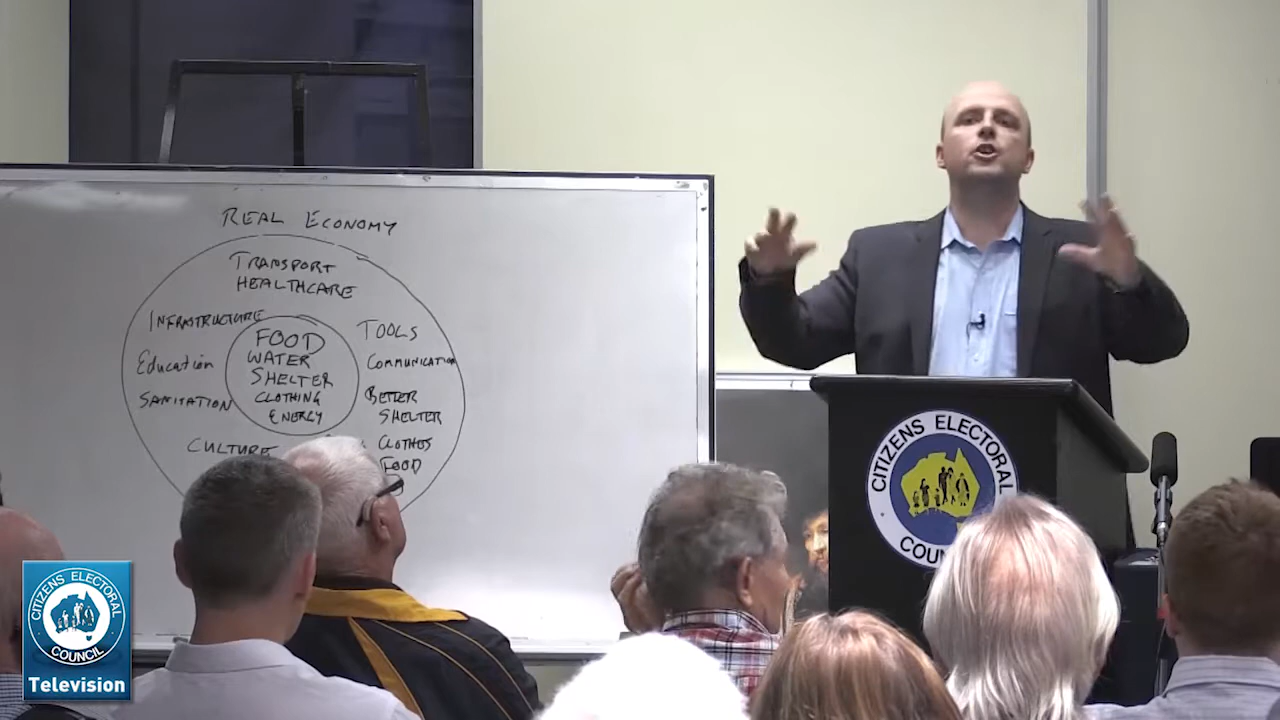 REAL ECONOMY
TRANSPORT
HEALTHCARE
INFRASTRUCTURE
Education
SANITATION
CULTURE
FOOD
WATER
SHELTER
CLOTHING
ENERGY
TOOLS
COMMUNICATION
BETTER
SHELTER
CLOTHES
FOOD
CITIZENS ELECTORAL
CITIZENS ELECTORAL
COUNCIL
Television